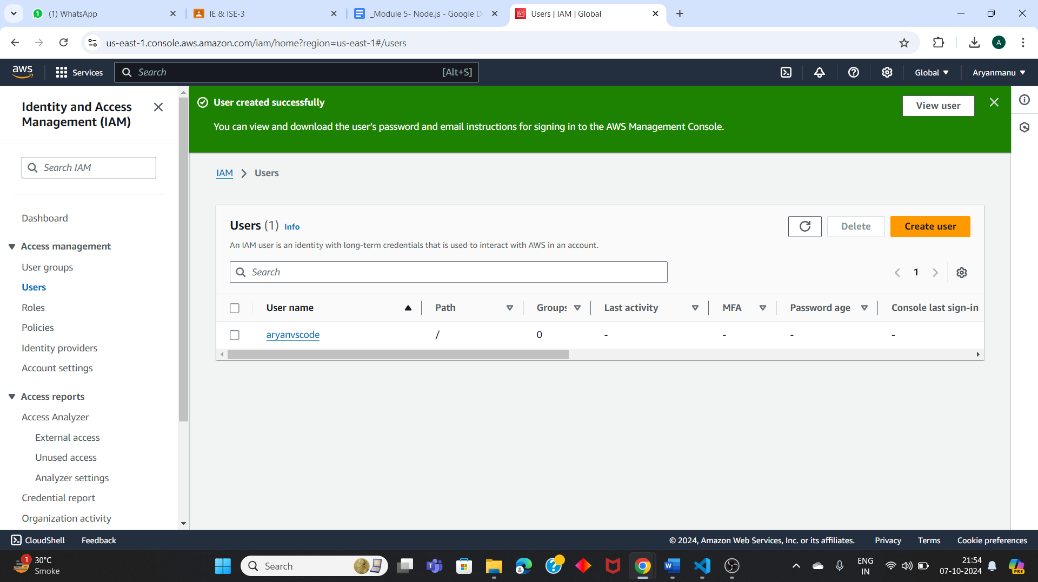 (1) WhatsApp
IE & ISE-3
_Module 5- Node.js - Google D
Users | IAM | Global
us-east-1.console.aws.amazon.com/iam/home?region=us-east-1#/users
A
aws
Services
Search
[Alt+S]
Global
Aryanmanu
Identity and Access
Management (IAM)
Search IAM
Dashboard
Access management
User groups
Users
Roles
Policies
Identity providers
Account settings
Access reports
Access Analyzer
External access
Unused access
Analyzer settings
Credential report
Organization activity
User created successfully
You can view and download the user's password and email instructions for signing in to the AWS Management Console.
View user
IAM > Users
Users (1) Info
An IAM user is an identity with long-term credentials that is used to interact with AWS in an account.
Delete
Create user
Search
1
User name Path Groups Last activity MFA Password age Console last sign-in
aryanvscode / 0 - - - -
CloudShell Feedback
© 2024, Amazon Web Services, Inc. or its affiliates. Privacy Terms Cookie preferences
1
30°C
Smoke
Search
ENG
IN
21:54
07-10-2024